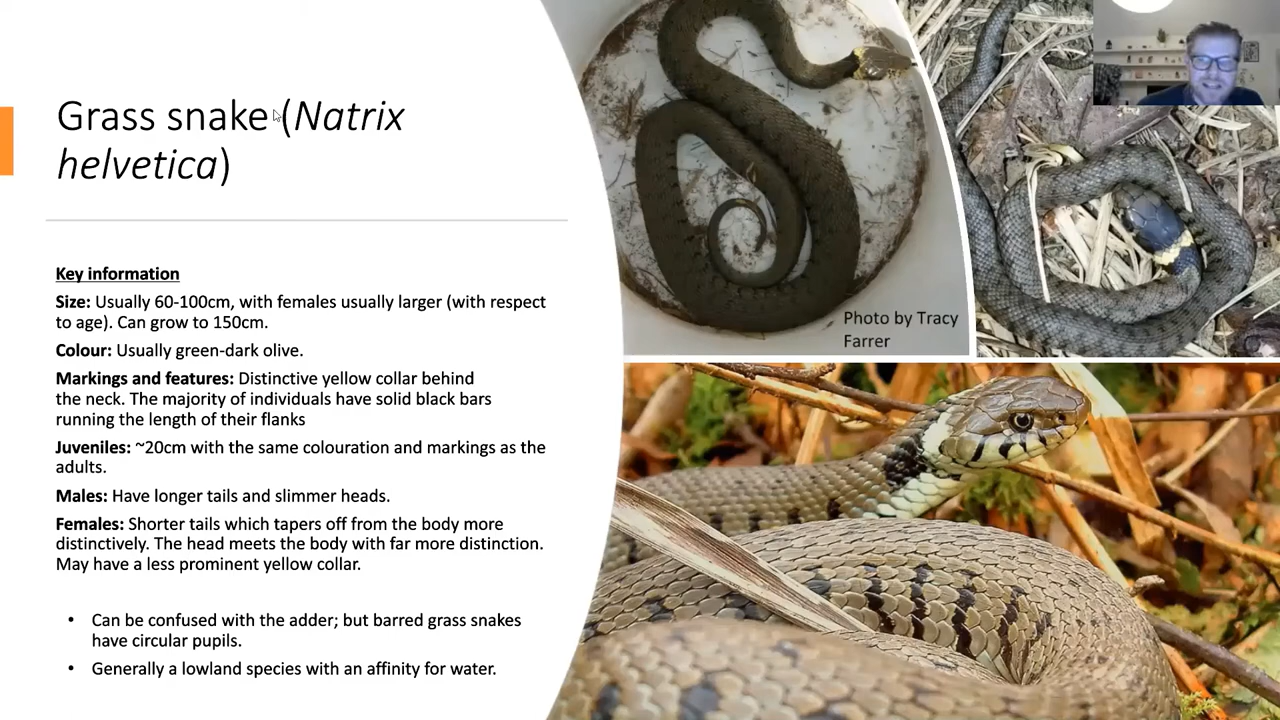 Grass snake (Natrix
helvetica)
Key information
Size: Usually 60-100cm, with females usually larger (with respect
to age). Can grow to 150cm.
Colour: Usually green-dark olive.
Markings and features: Distinctive yellow collar behind
the neck. The majority of individuals have solid black bars
running the length of their flanks
Juveniles: ~20cm with the same colouration and markings as the
adults.
Males: Have longer tails and slimmer heads.
Females: Shorter tails which tapers off from the body more
distinctively. The head meets the body with far more distinction.
May have a less prominent yellow collar.
• Can be confused with the adder; but barred grass snakes
have circular pupils.
• Generally a lowland species with an affinity for water.
Photo by Tracy
Farrer